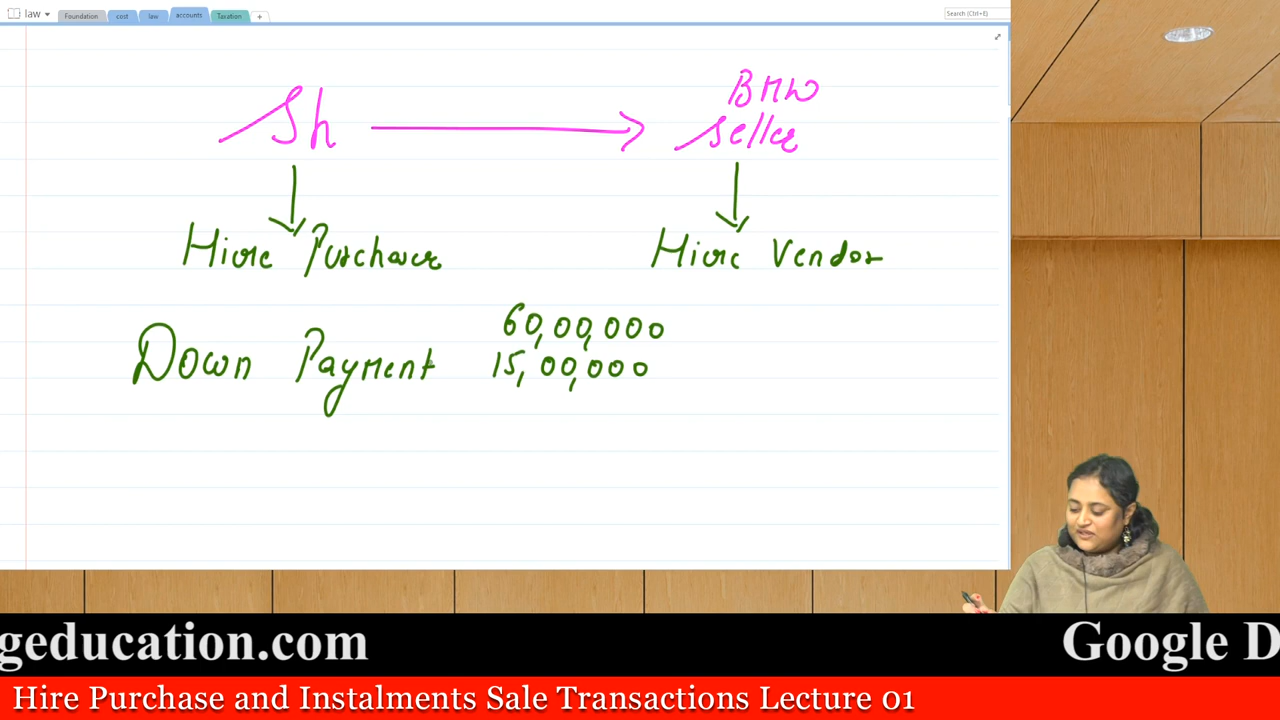 law
Foundation cost law accounts Taxation +
Search (Ctrl+E)
Sh
BMW
Seller
Hire Purchaser
Hire Vendor
60,00,000
Down Payment 15,00,000
geducation.com
Google D
Hire Purchase and Instalments Sale Transactions Lecture 01